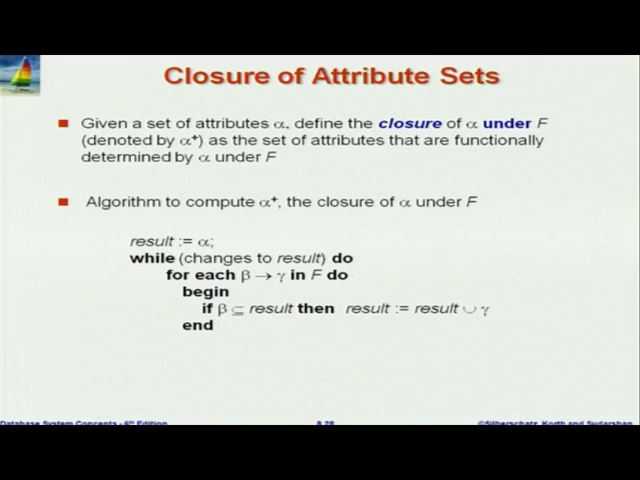 Closure of Attribute Sets
■ Given a set of attributes α, define the closure of α under F
(denoted by α⁺) as the set of attributes that are functionally
determined by α under F
■ Algorithm to compute α⁺, the closure of α under F
result := α;
while (changes to result) do
for each β → γ in F do
begin
if β ⊆ result then result := result ∪ γ
end
Database System Concepts - 6th Edition 8.28 ©Silberschatz, Korth and Sudarshan